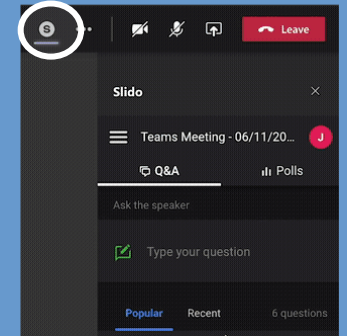 S
Leave
Slido
Teams Meeting - 06/11/20...
J
Q&A
Polls
Ask the speaker
Type your question
Popular
Recent
6 questions